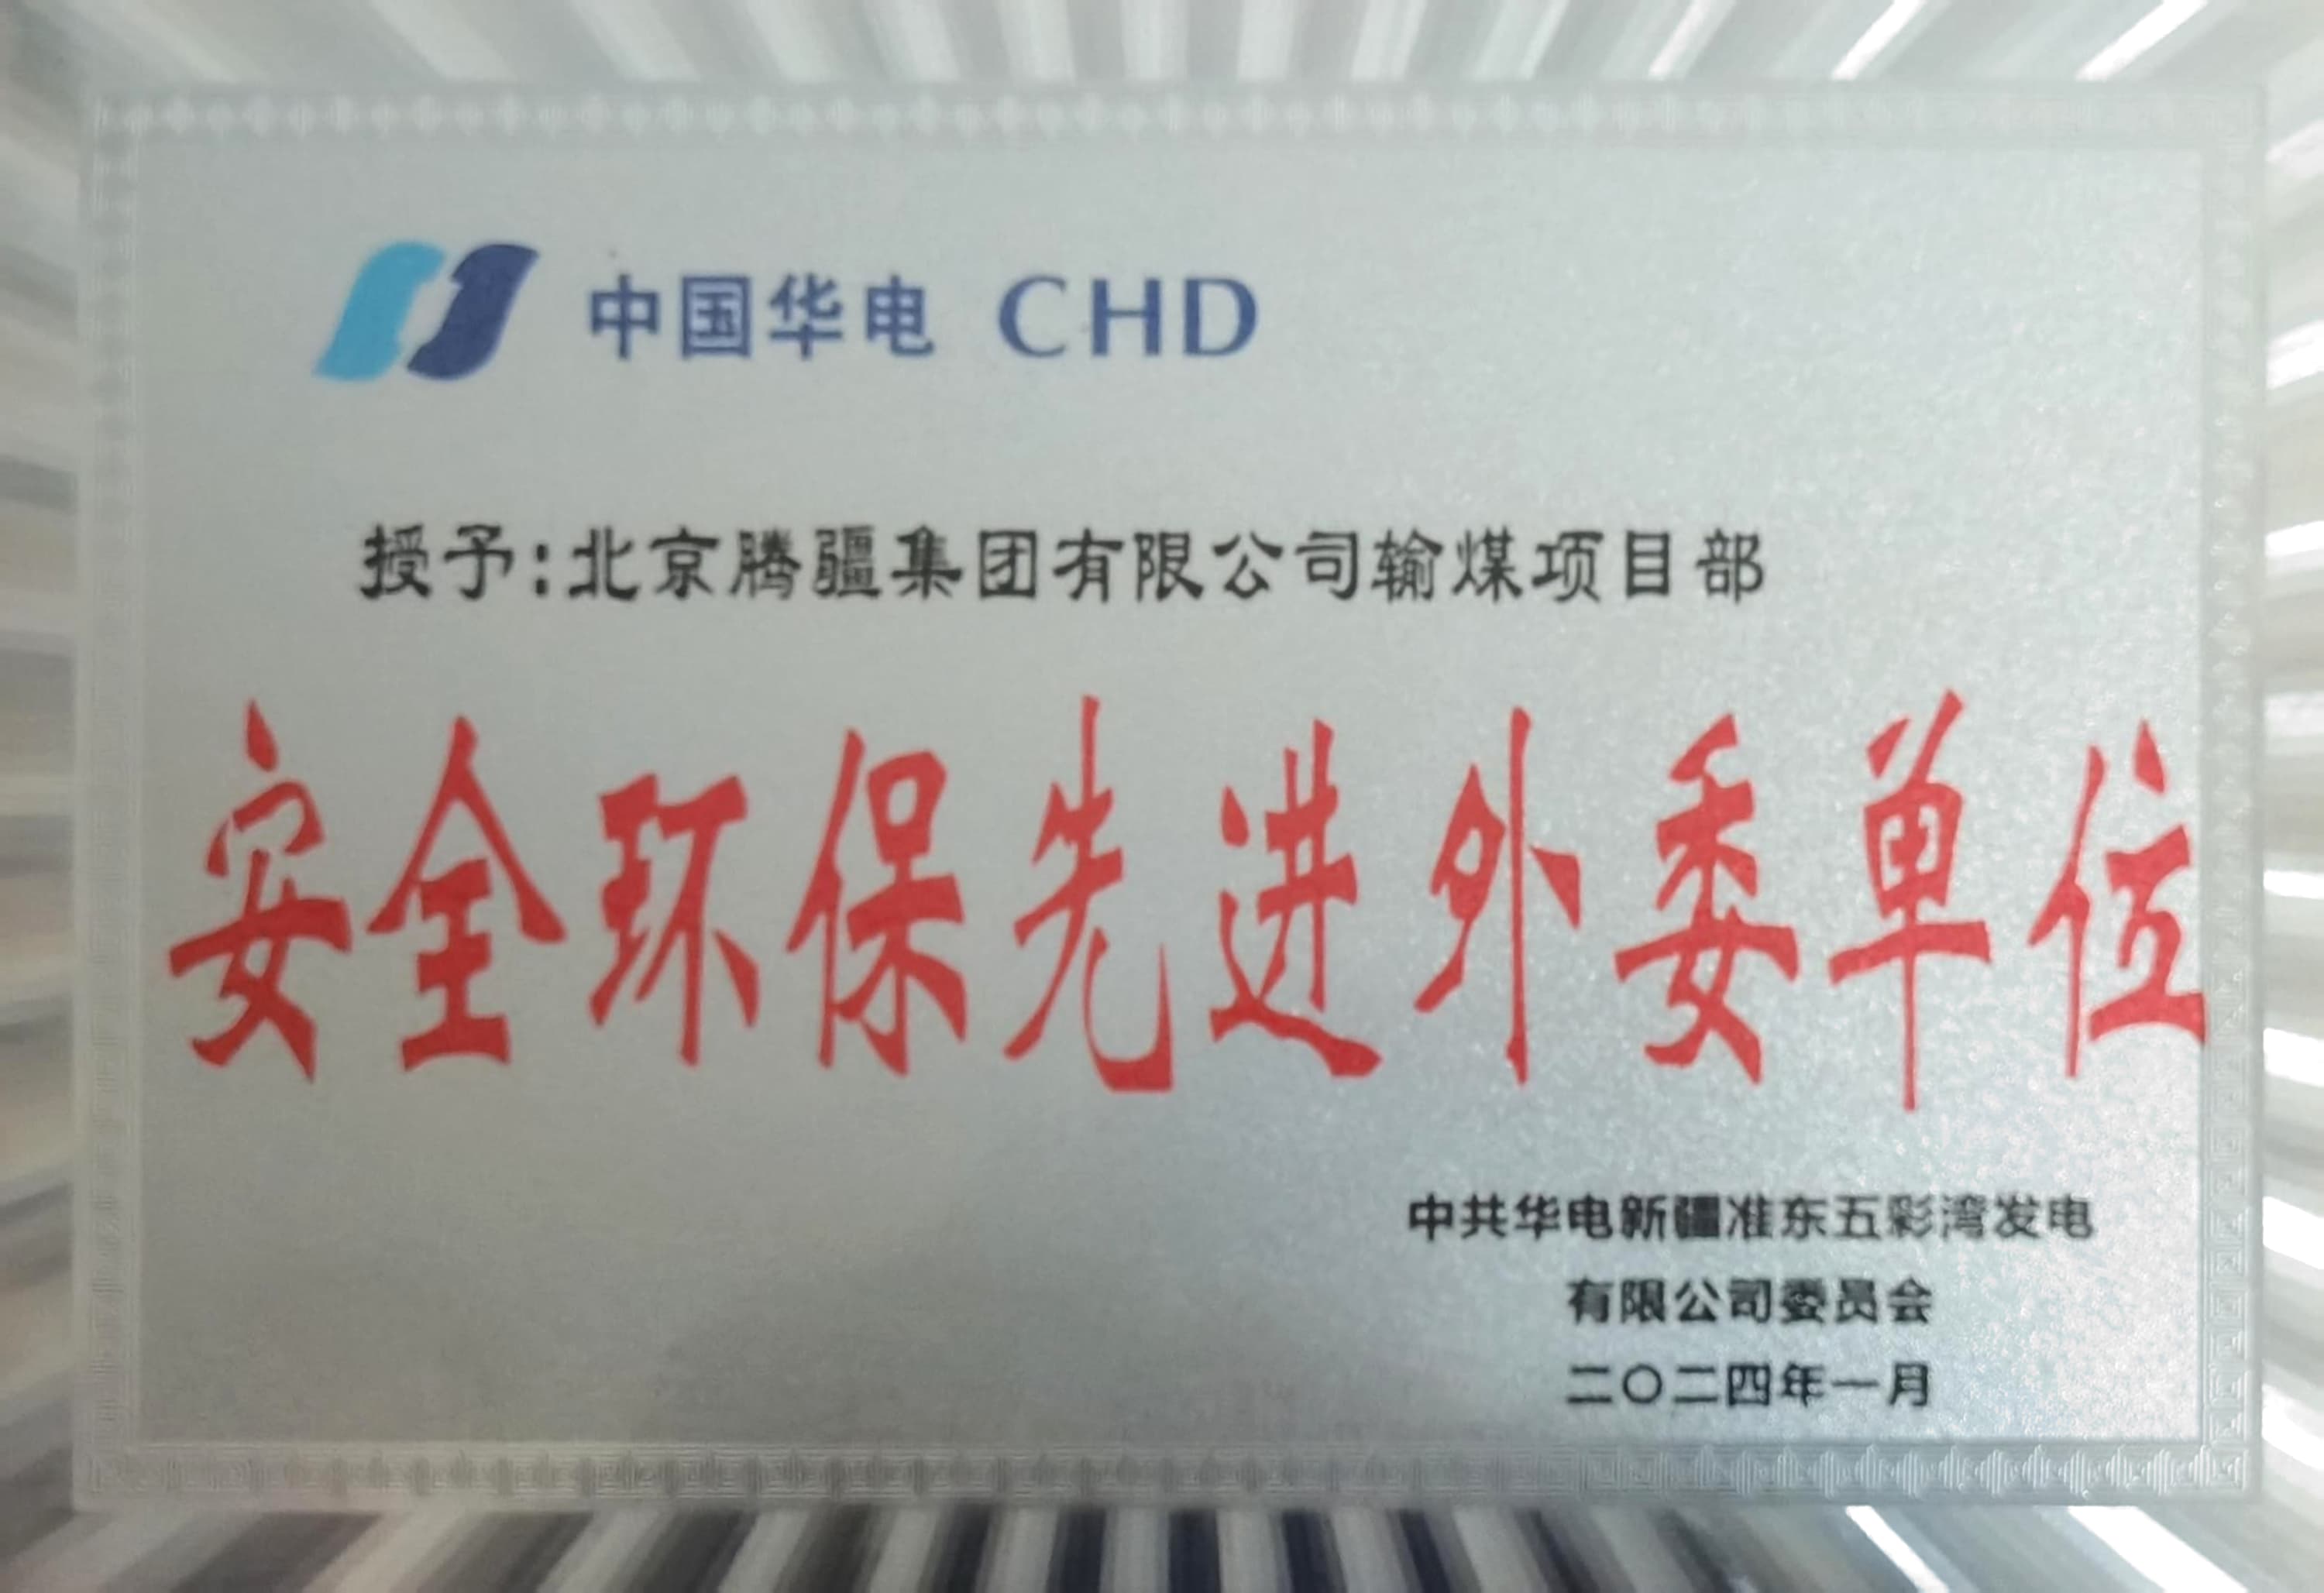 中国华电 CHD
授予:北京腾疆集团有限公司输煤项目部
安全环保先进外委单位
中共华电新疆准东五彩湾发电
有限公司委员会
二〇二四年一月